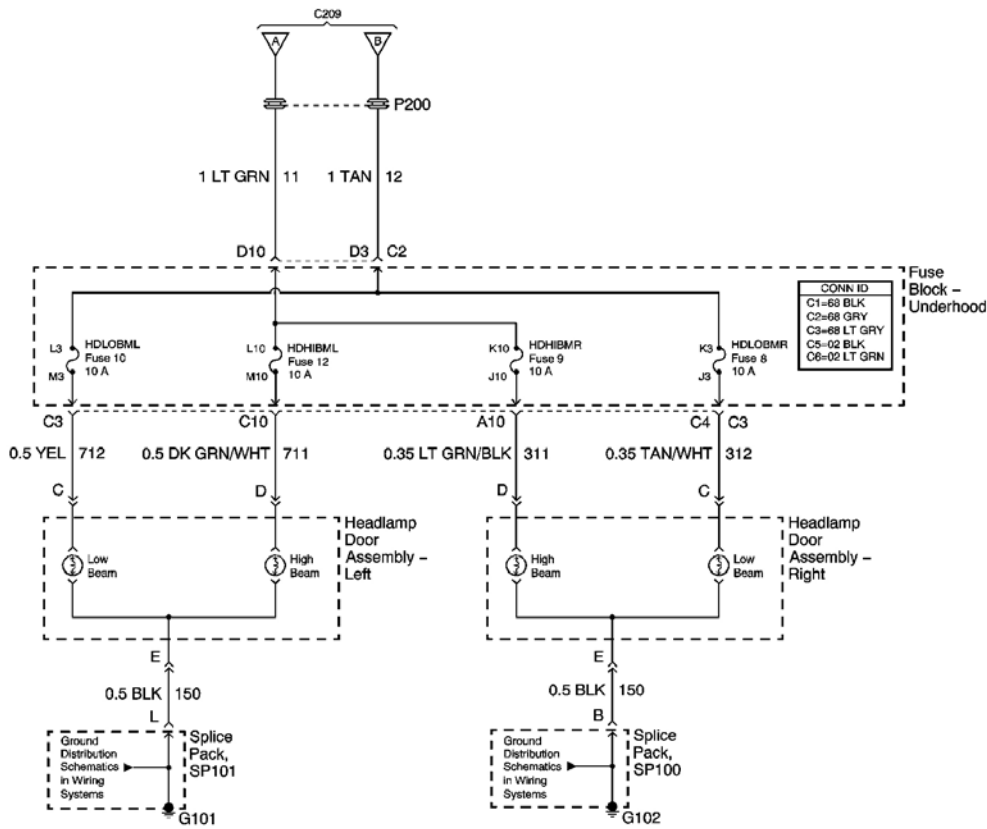 C209
A
B
P200
1 LT GRN 11
1 TAN 12
D10
D3 C2
Fuse
Block –
Underhood
CONN ID
C1=68 BLK
C2=68 GRY
C3=68 LT GRY
C5=02 BLK
C6=02 LT GRN
L3
HDLOBML
Fuse 10
10 A
M3
L10
HDHIBML
Fuse 12
10 A
M10
K10
HDHIBMR
Fuse 9
10 A
J10
K3
HDLOBMR
Fuse 8
10 A
J3
C3
C10
A10
C4 C3
0.5 YEL 712
0.5 DK GRN/WHT 711
0.35 LT GRN/BLK 311
0.35 TAN/WHT 312
C
D
D
C
Low
Beam
High
Beam
Headlamp
Door
Assembly –
Left
High
Beam
Low
Beam
Headlamp
Door
Assembly –
Right
E
E
0.5 BLK 150
0.5 BLK 150
L
B
Ground
Distribution
Schematics
in Wiring
Systems
Splice
Pack,
SP101
G101
Ground
Distribution
Schematics
in Wiring
Systems
Splice
Pack,
SP100
G102